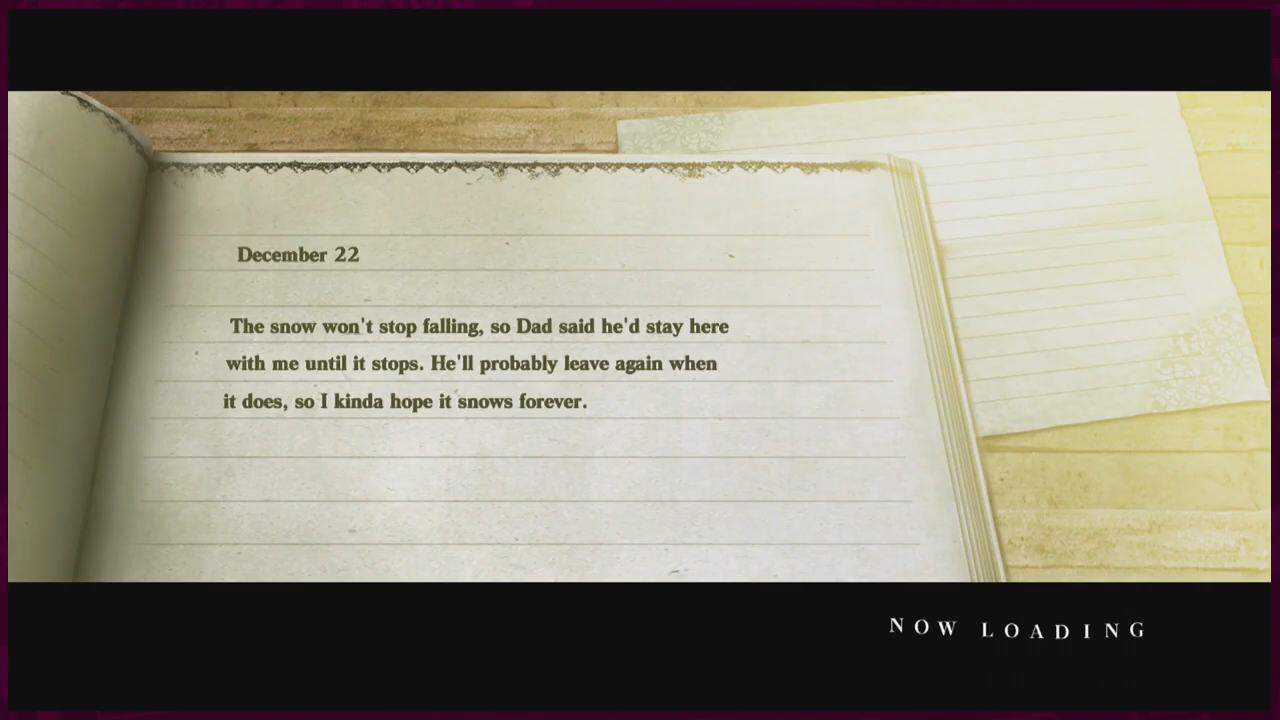 December 22
The snow won't stop falling, so Dad said he'd stay here
with me until it stops. He'll probably leave again when
it does, so I kinda hope it snows forever.
NOW LOADING